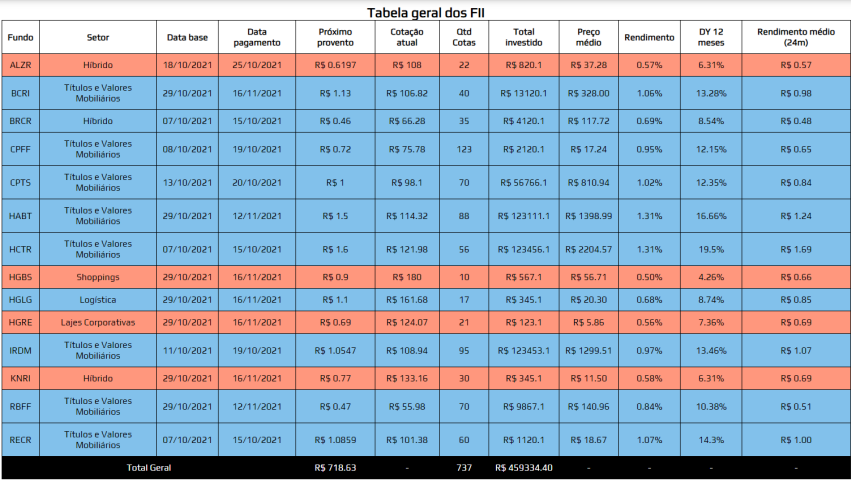 Tabela geral dos FII
Fundo Setor Data base Data pagamento Próximo provento Cotação atual Qtd Cotas Total investido Preço médio Rendimento DY 12 meses Rendimento médio (24m)
ALZR Híbrido 18/10/2021 25/10/2021 R$ 0.6197 R$ 108 22 R$ 820.1 R$ 37.28 0.57% 6.31% R$ 0.57
BCRI Títulos e Valores Mobiliários 29/10/2021 16/11/2021 R$ 1.13 R$ 106.82 40 R$ 13120.1 R$ 328.00 1.06% 13.28% R$ 0.98
BRCR Híbrido 07/10/2021 15/10/2021 R$ 0.46 R$ 66.28 35 R$ 4120.1 R$ 117.72 0.69% 8.54% R$ 0.48
CPFF Títulos e Valores Mobiliários 08/10/2021 19/10/2021 R$ 0.72 R$ 75.78 123 R$ 2120.1 R$ 17.24 0.95% 12.15% R$ 0.65
CPTS Títulos e Valores Mobiliários 13/10/2021 20/10/2021 R$ 1 R$ 98.1 70 R$ 56766.1 R$ 810.94 1.02% 12.35% R$ 0.84
HABT Títulos e Valores Mobiliários 29/10/2021 12/11/2021 R$ 1.5 R$ 114.32 88 R$ 123111.1 R$ 1398.99 1.31% 16.66% R$ 1.24
HCTR Títulos e Valores Mobiliários 07/10/2021 15/10/2021 R$ 1.6 R$ 121.98 56 R$ 123456.1 R$ 2204.57 1.31% 19.5% R$ 1.69
HGBS Shoppings 29/10/2021 16/11/2021 R$ 0.9 R$ 180 10 R$ 567.1 R$ 56.71 0.50% 4.26% R$ 0.66
HGLG Logística 29/10/2021 16/11/2021 R$ 1.1 R$ 161.68 17 R$ 345.1 R$ 20.30 0.68% 8.74% R$ 0.85
HGRE Lajes Corporativas 29/10/2021 16/11/2021 R$ 0.69 R$ 124.07 21 R$ 123.1 R$ 5.86 0.56% 7.36% R$ 0.69
IRDM Títulos e Valores Mobiliários 11/10/2021 19/10/2021 R$ 1.0547 R$ 108.94 95 R$ 123453.1 R$ 1299.51 0.97% 13.46% R$ 1.07
KNRI Híbrido 29/10/2021 16/11/2021 R$ 0.77 R$ 133.16 30 R$ 345.1 R$ 11.50 0.58% 6.31% R$ 0.69
RBFF Títulos e Valores Mobiliários 29/10/2021 12/11/2021 R$ 0.47 R$ 55.98 70 R$ 9867.1 R$ 140.96 0.84% 10.38% R$ 0.51
RECR Títulos e Valores Mobiliários 07/10/2021 15/10/2021 R$ 1.0859 R$ 101.38 60 R$ 1120.1 R$ 18.67 1.07% 14.3% R$ 1.00
Total Geral R$ 718.63 - 737 R$ 459334.40 - - - -